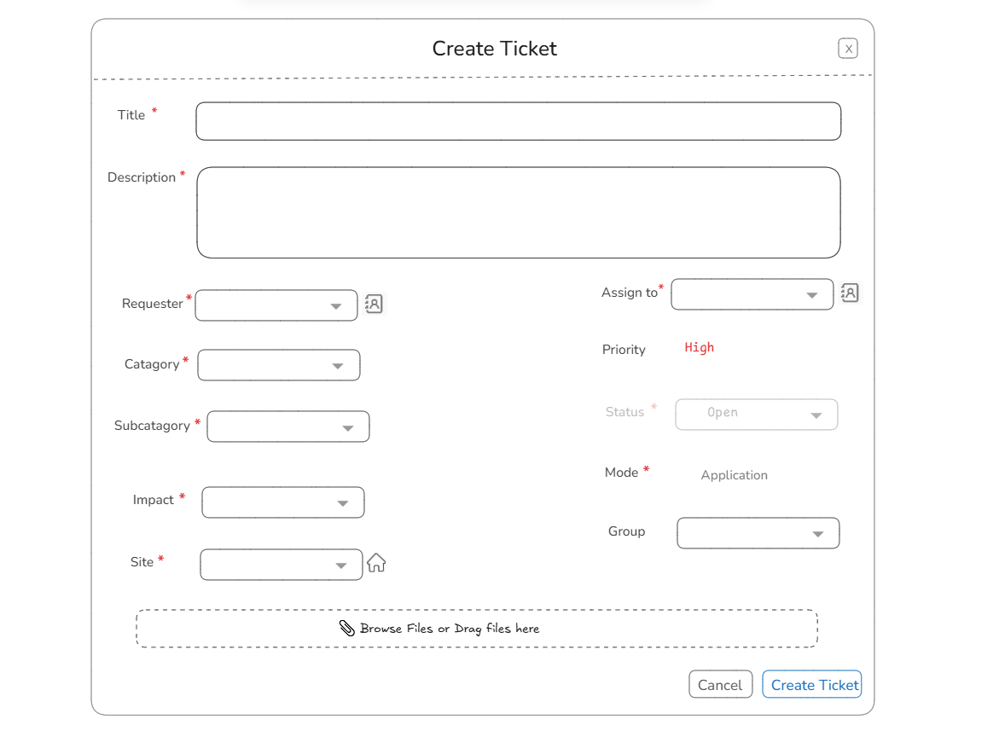 Create Ticket
X
Title *
Description *
Requester *
Assign to *
Priority High
Catagory *
Subcatagory *
Status * Open
Mode * Application
Impact *
Group
Site *
Browse Files or Drag files here
Cancel
Create Ticket